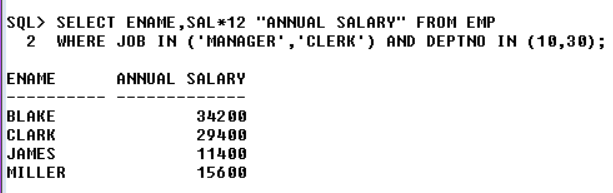 SQL> SELECT ENAME,SAL*12 "ANNUAL SALARY" FROM EMP
  2  WHERE JOB IN ('MANAGER','CLERK') AND DEPTNO IN (10,30);
ENAME      ANNUAL SALARY
---------- -------------
BLAKE              34200
CLARK              29400
JAMES              11400
MILLER             15600